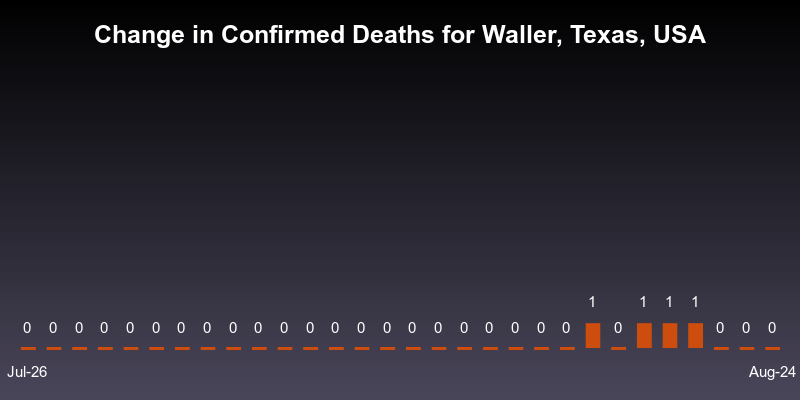 Change in Confirmed Deaths for Waller, Texas, USA
1 1 1 1
0 0 0 0 0 0 0 0 0 0 0 0 0 0 0 0 0 0 0 0 0 0 0 0 0 0
Jul-26 Aug-24